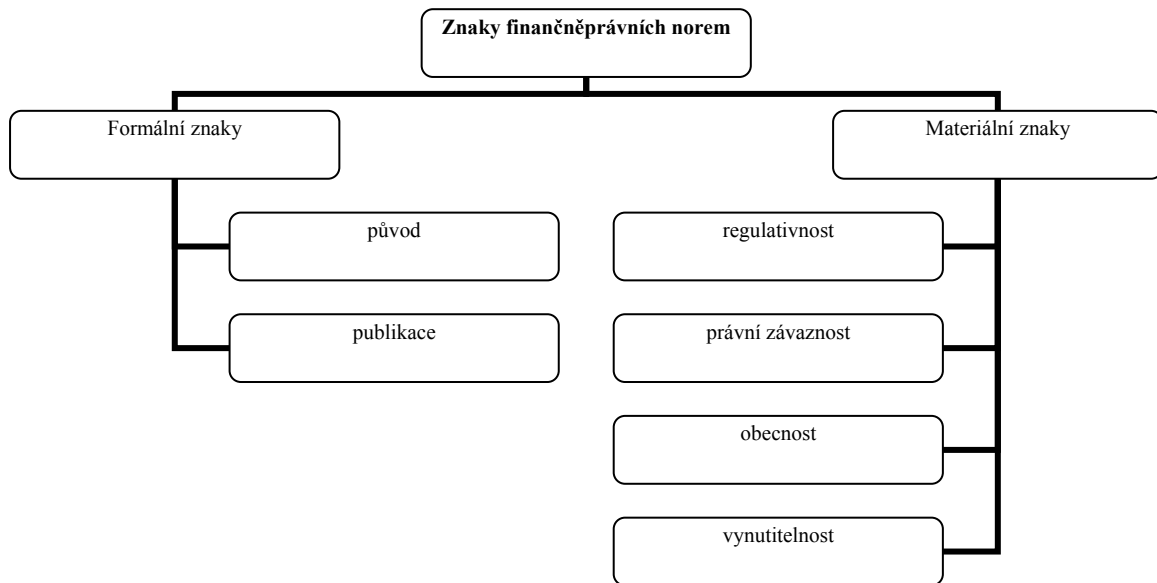 Znaky finančněprávních norem
Formální znaky
Materiální znaky
původ
regulativnost
publikace
právní závaznost
obecnost
vynutitelnost